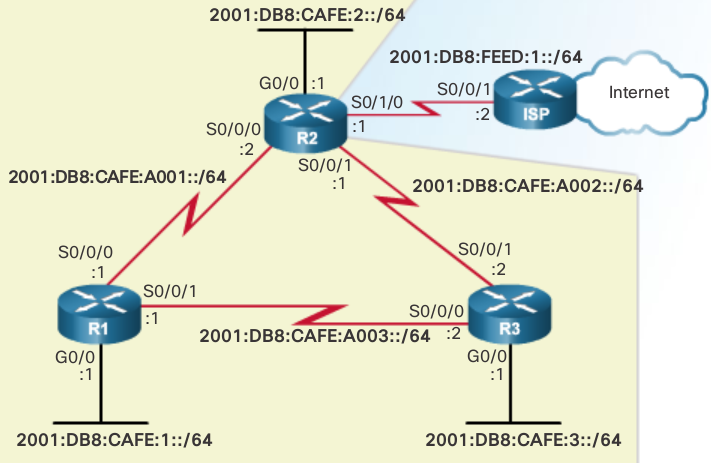 2001:DB8:CAFE:2::/64
2001:DB8:FEED:1::/64
G0/0 :1
S0/1/0
S0/0/1
Internet
:1
:2
ISP
S0/0/0
:2
R2
S0/0/1
:1
2001:DB8:CAFE:A001::/64
2001:DB8:CAFE:A002::/64
S0/0/0
:1
S0/0/1
:2
S0/0/1
:1
R1
S0/0/0
:2
R3
2001:DB8:CAFE:A003::/64
G0/0
:1
G0/0
:1
2001:DB8:CAFE:1::/64
2001:DB8:CAFE:3::/64